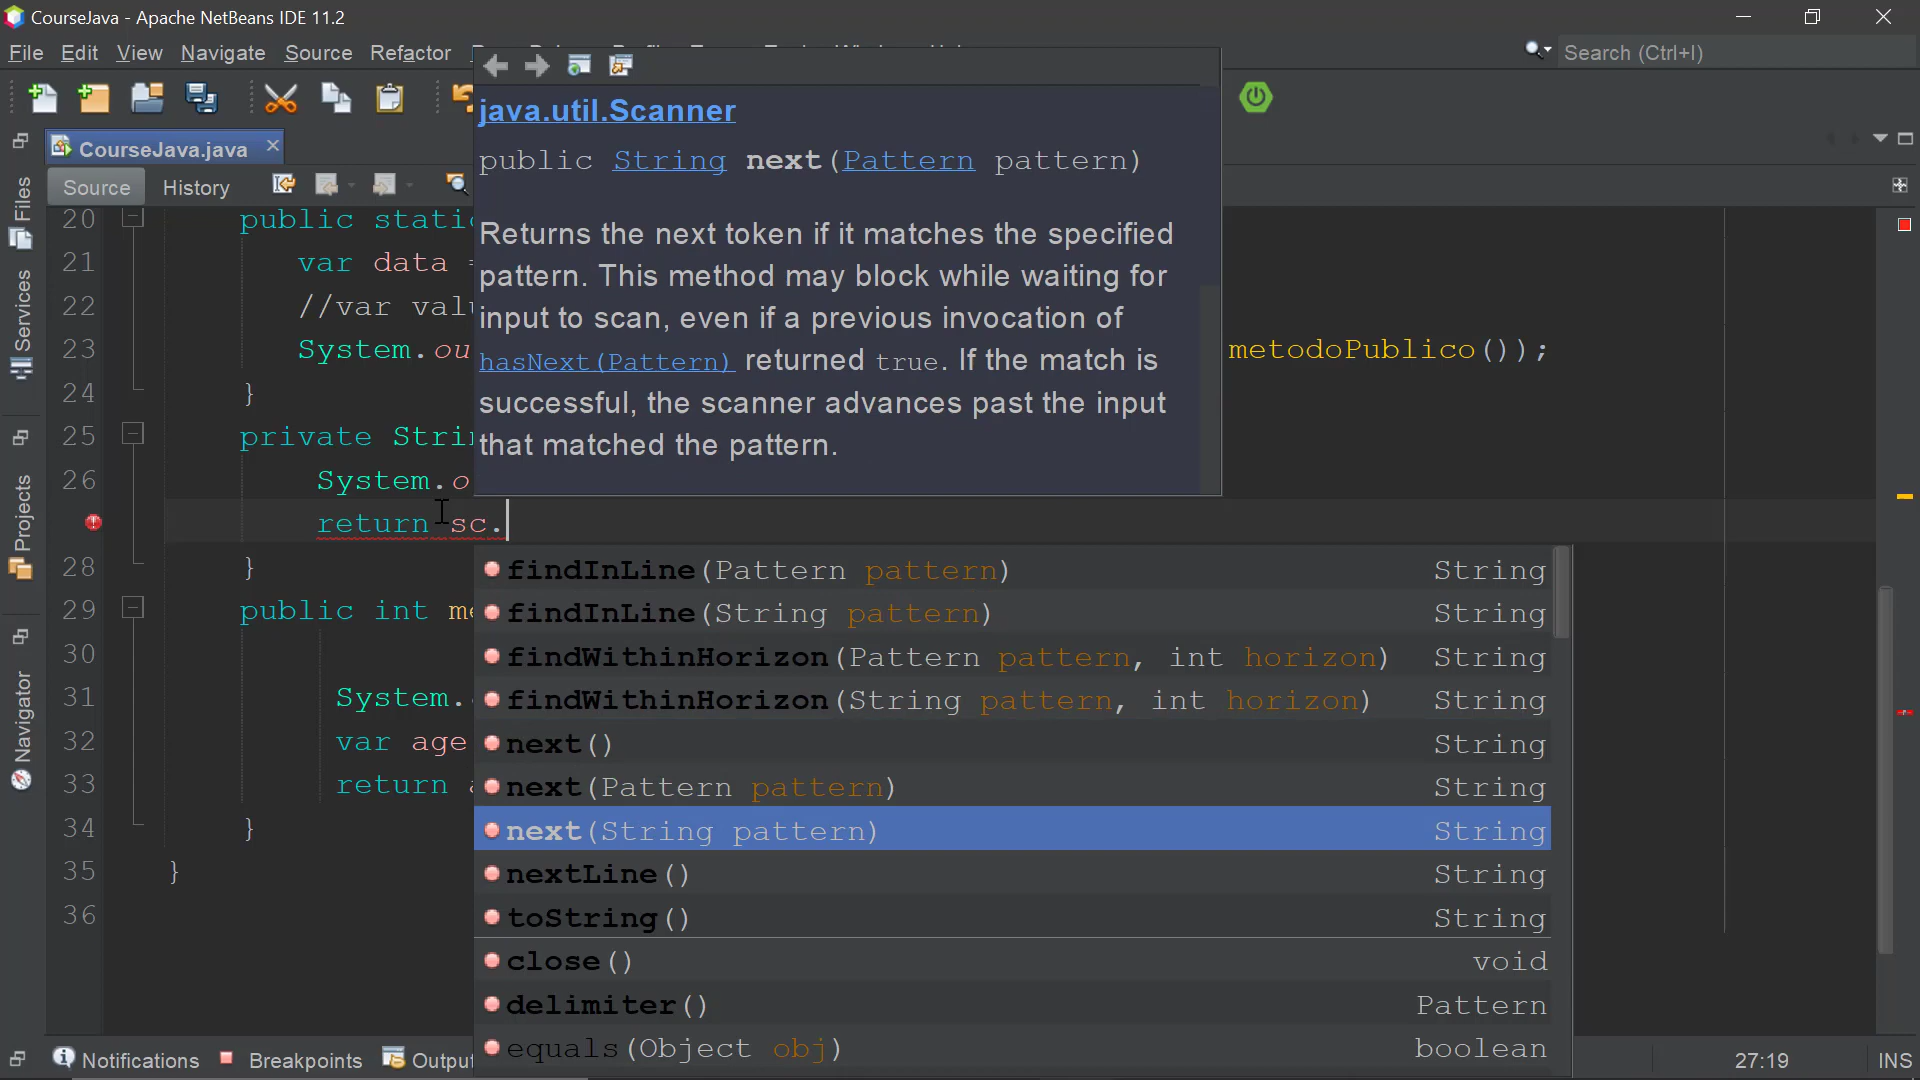 CourseJava - Apache NetBeans IDE 11.2
File Edit View Navigate Source Refactor
Search (Ctrl+I)
java.util.Scanner
CourseJava.java
public String next(Pattern pattern)
Source History
Files
Services
Projects
Navigator
Returns the next token if it matches the specified
pattern. This method may block while waiting for
input to scan, even if a previous invocation of
hasNext(Pattern) returned true. If the match is
successful, the scanner advances past the input
that matched the pattern.
20 public static
21 var data =
22 //var valu
23 System.ou metodoPublico());
24 }
25 private Strin
26 System.o
return sc.
28 }
29 public int me
30
31 System.
32 var age
33 return a
34 }
35 }
36
findInLine(Pattern pattern) String
findInLine(String pattern) String
findWithinHorizon(Pattern pattern, int horizon) String
findWithinHorizon(String pattern, int horizon) String
next() String
next(Pattern pattern) String
next(String pattern) String
nextLine() String
toString() String
close() void
delimiter() Pattern
equals(Object obj) boolean
Notifications Breakpoints Output
27:19 INS